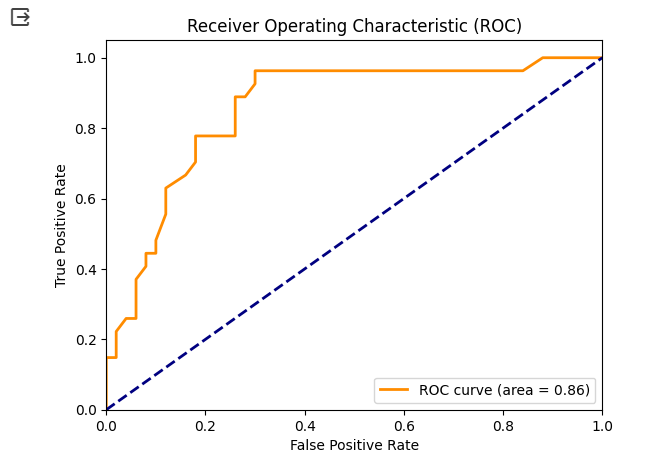 Receiver Operating Characteristic (ROC)
1.0
0.8
0.6
0.4
0.2
0.0
True Positive Rate
ROC curve (area = 0.86)
0.0 0.2 0.4 0.6 0.8 1.0
False Positive Rate